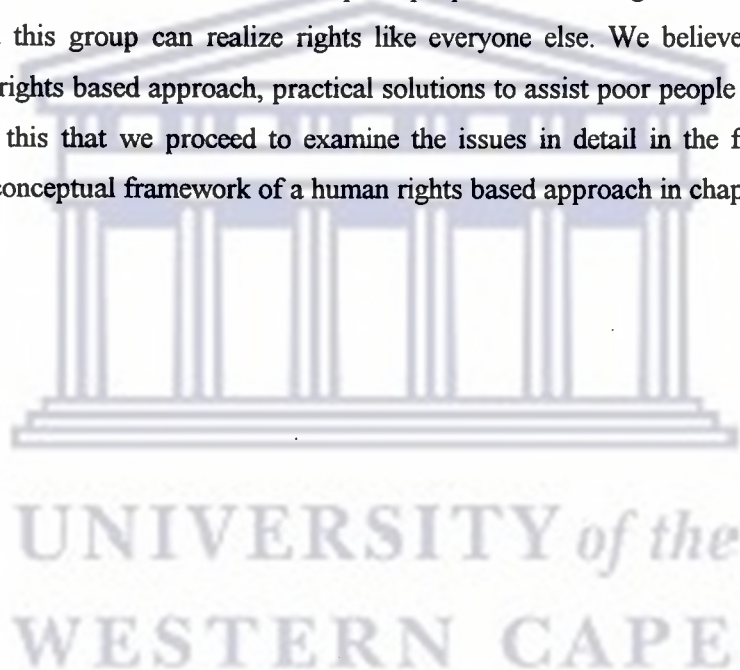 this group can realize rights like everyone else. We believe
rights based approach, practical solutions to assist poor people
this that we proceed to examine the issues in detail in the f
conceptual framework of a human rights based approach in chap
UNIVERSITY of the
WESTERN CAPE